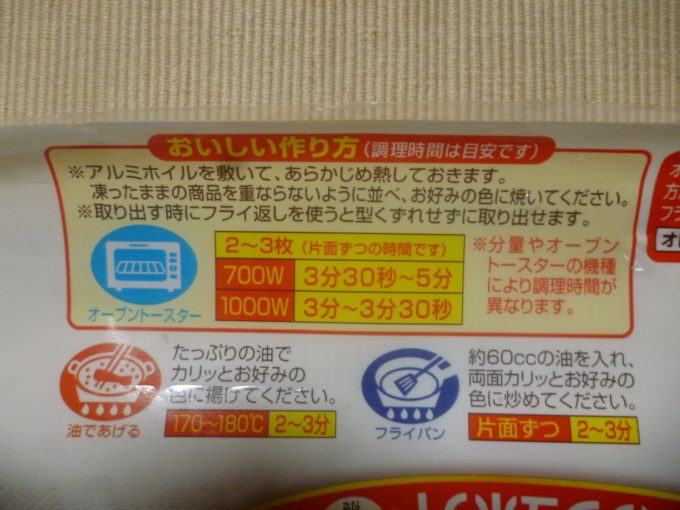 おいしい作り方(調理時間は目安です)
※アルミホイルを敷いて、あらかじめ熱しておきます。
凍ったままの商品を重ならないように並べ、お好みの色に焼いてください。
※取り出す時にフライ返しを使うと型くずれせずに取り出せます。
オーブントースター
2〜3枚(片面ずつの時間です)
700W 3分30秒〜5分
1000W 3分〜3分30秒
※分量やオーブン
トースターの機種
により調理時間が
異なります。
油であげる
たっぷりの油で
カリッとお好みの
色に揚げてください。
170〜180℃ 2〜3分
フライパン
約60ccの油を入れ、
両面カリッとお好みの
色に炒めてください。
片面ずつ 2〜3分